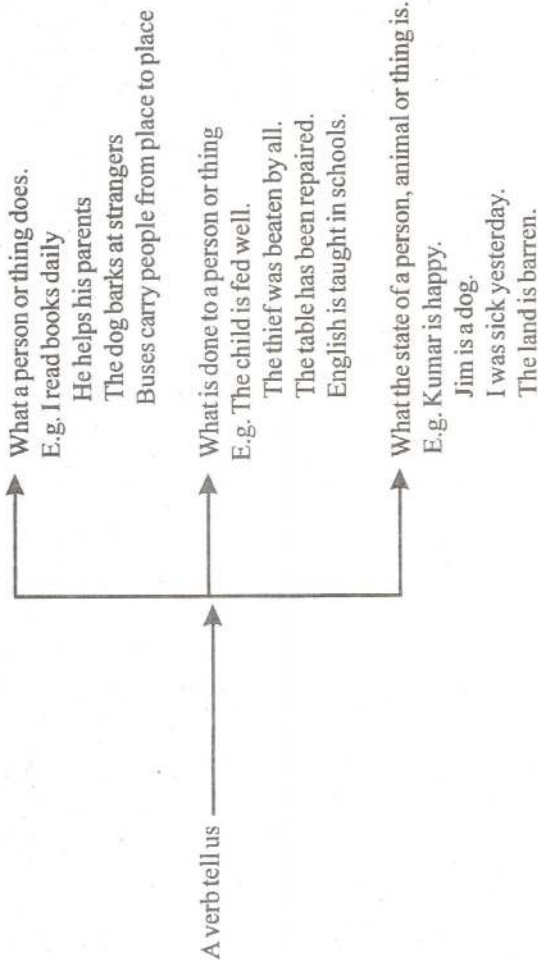 A verb tell us
What a person or thing does.
E.g. I read books daily
He helps his parents
The dog barks at strangers
Buses carry people from place to place
What is done to a person or thing
E.g. The child is fed well.
The thief was beaten by all.
The table has been repaired.
English is taught in schools.
What the state of a person, animal or thing is.
E.g. Kumar is happy.
Jim is a dog.
I was sick yesterday.
The land is barren.